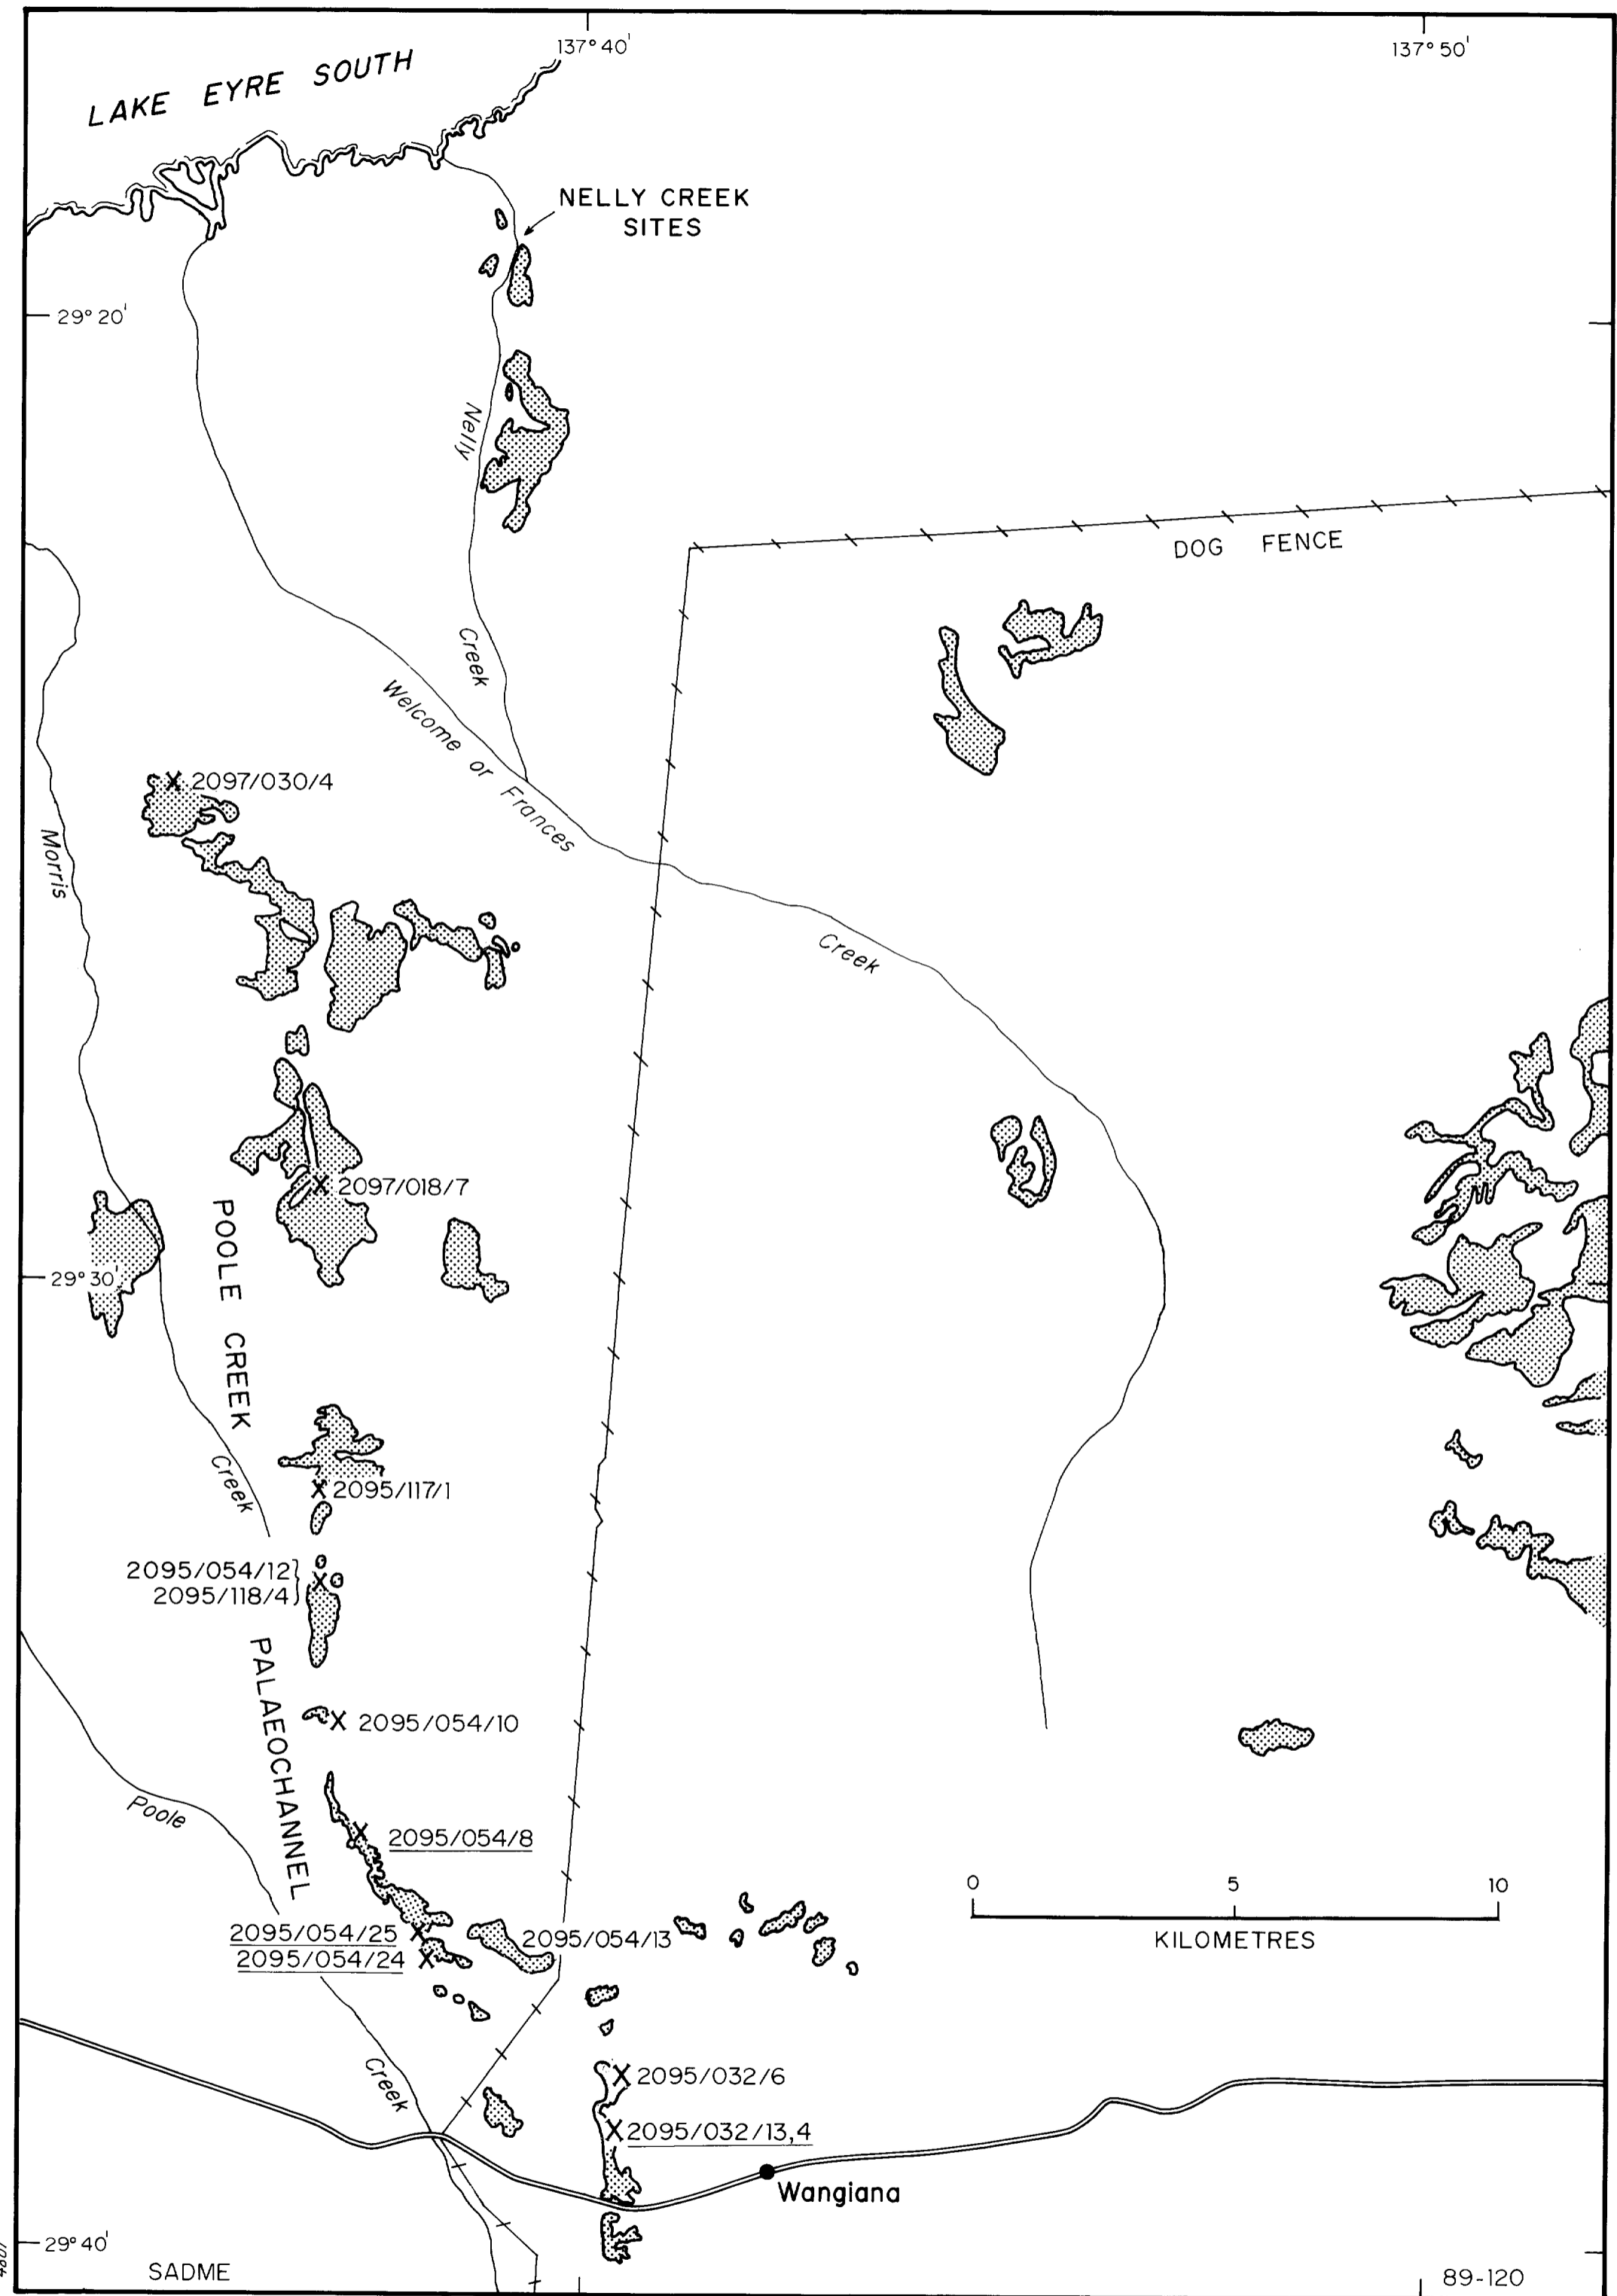 137° 40'
137° 50'
LAKE EYRE SOUTH
NELLY CREEK
SITES
29° 20'
Nelly
Creek
DOG FENCE
Welcome or Frances
Creek
2097/030/4
Morris
Creek
2097/018/7
29° 30'
POOLE CREEK
PALAEOCHANNEL
2095/117/1
2095/054/12
2095/118/4
2095/054/10
Poole
Creek
2095/054/8
0 5 10
KILOMETRES
2095/054/25
2095/054/13
2095/054/24
2095/032/6
2095/032/13,4
Wangiana
29° 40'
SADME
89-120